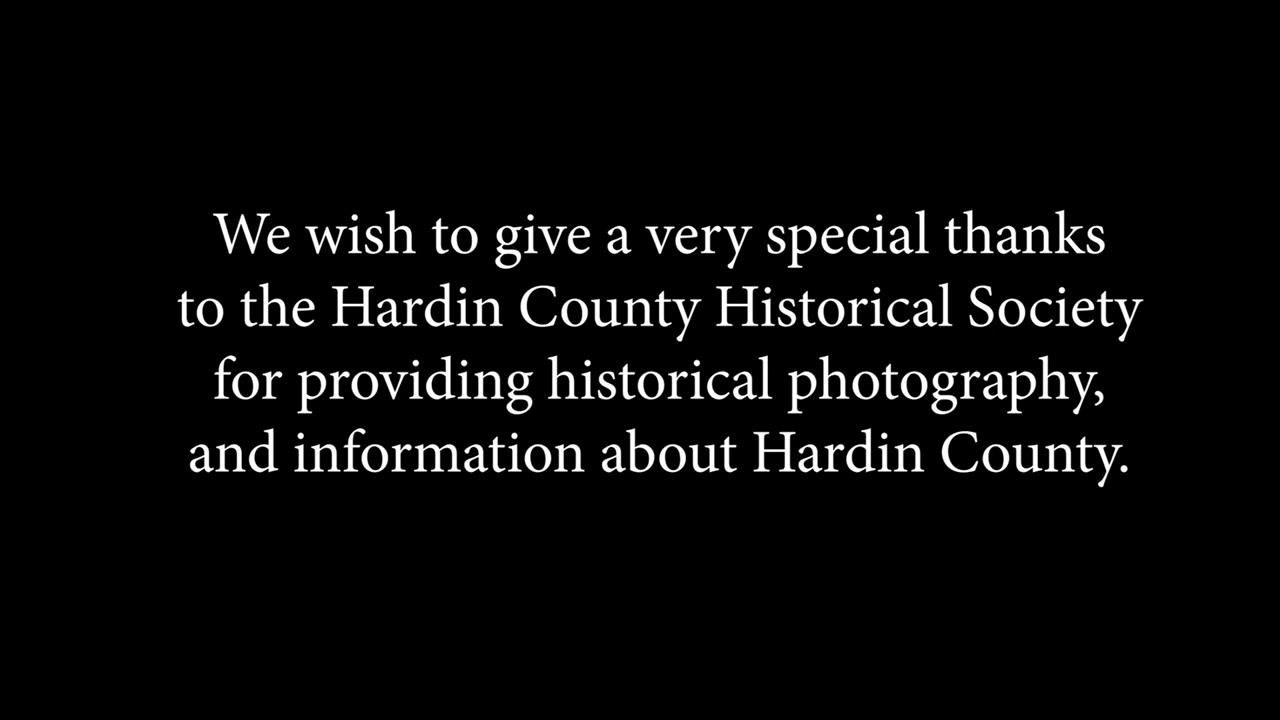 We wish to give a very special thanks
to the Hardin County Historical Society
for providing historical photography,
and information about Hardin County.